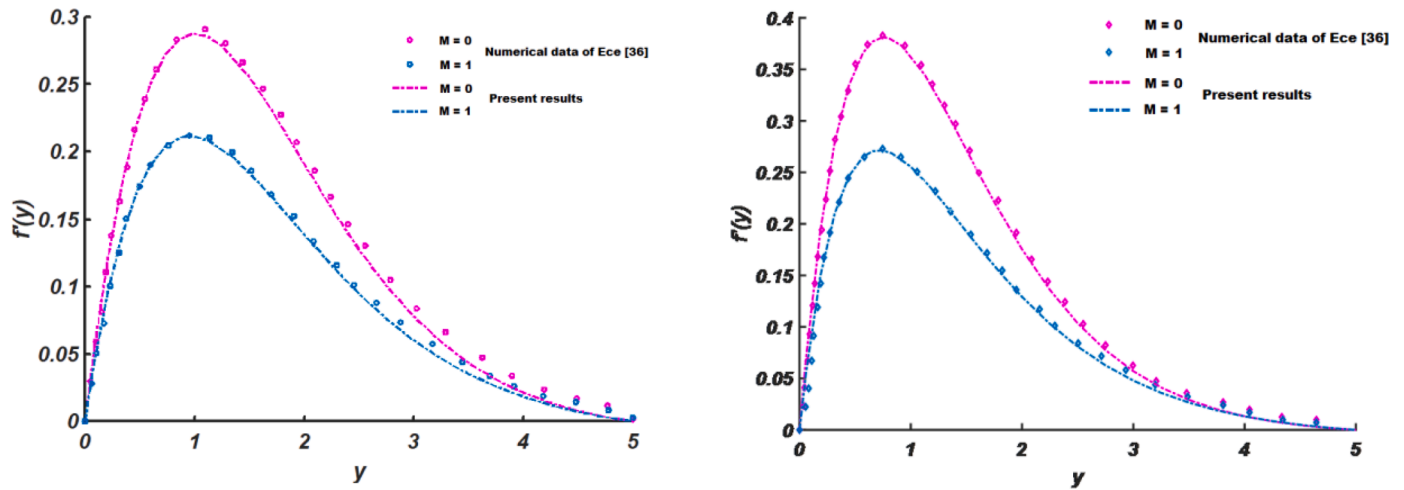 0.3
0.25
0.2
0.15
0.1
0.05
0
f'(y)
0 1 2 3 4 5
y
M = 0
M = 1
Numerical data of Ece [36]
M = 0
M = 1
Present results
0.4
0.35
0.3
0.25
0.2
0.15
0.1
0.05
0
f'(y)
0 1 2 3 4 5
y
M = 0
M = 1
Numerical data of Ece [36]
M = 0
M = 1
Present results